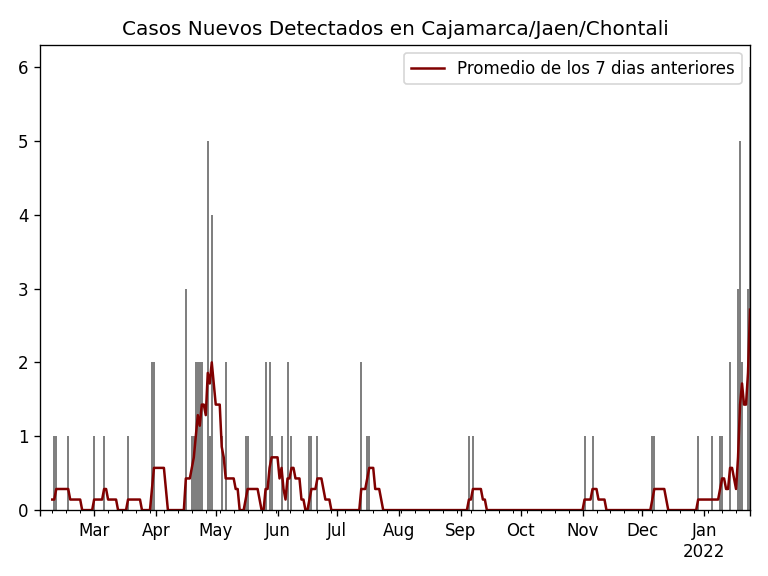 Casos Nuevos Detectados en Cajamarca/Jaen/Chontali
Promedio de los 7 dias anteriores
6
5
4
3
2
1
0
Mar Apr May Jun Jul Aug Sep Oct Nov Dec Jan
2022